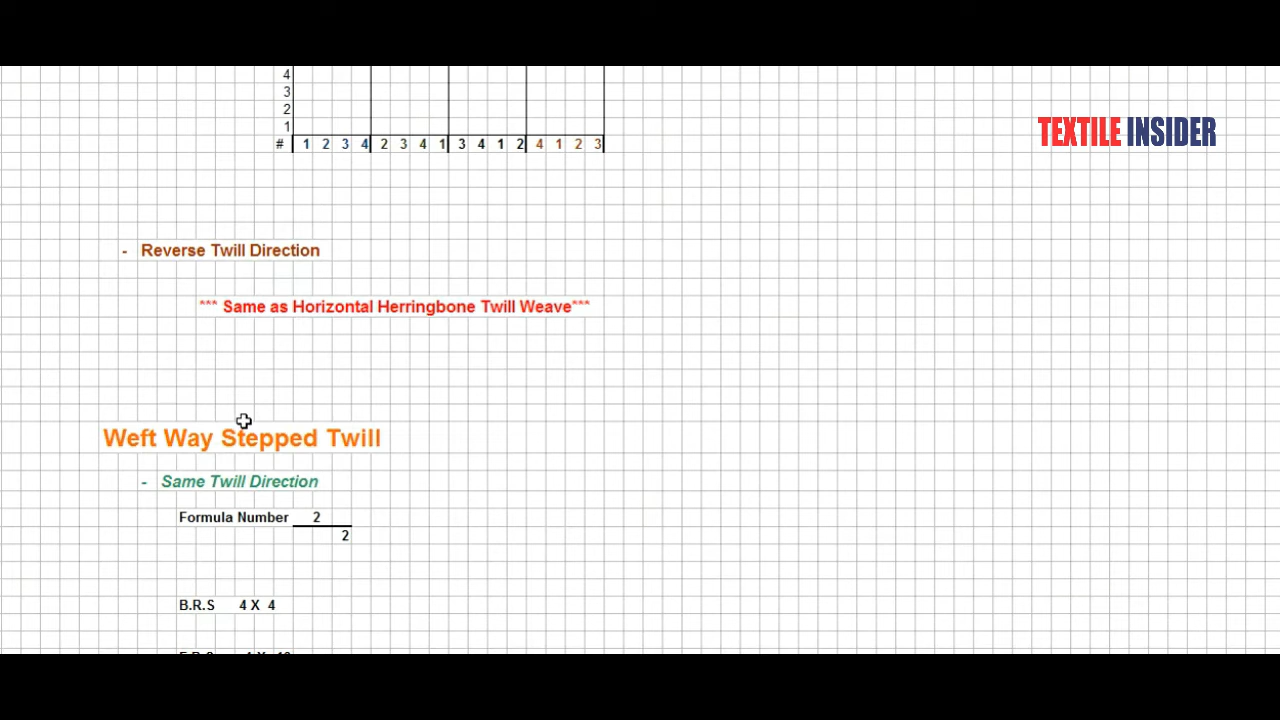 4
3
2
1
# 1 2 3 4 2 3 4 1 3 4 1 2 4 1 2 3
TEXTILE INSIDER
- Reverse Twill Direction
*** Same as Horizontal Herringbone Twill Weave***
Weft Way Stepped Twill
- Same Twill Direction
Formula Number 2
2
B.R.S 4 X 4